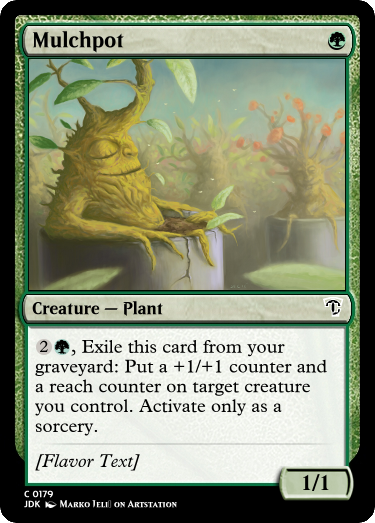 Mulchpot
Creature — Plant
2, Exile this card from your
graveyard: Put a +1/+1 counter and
a reach counter on target creature
you control. Activate only as a
sorcery.
[Flavor Text]
1/1
C 0179
JDK Marko Jele on Artstation